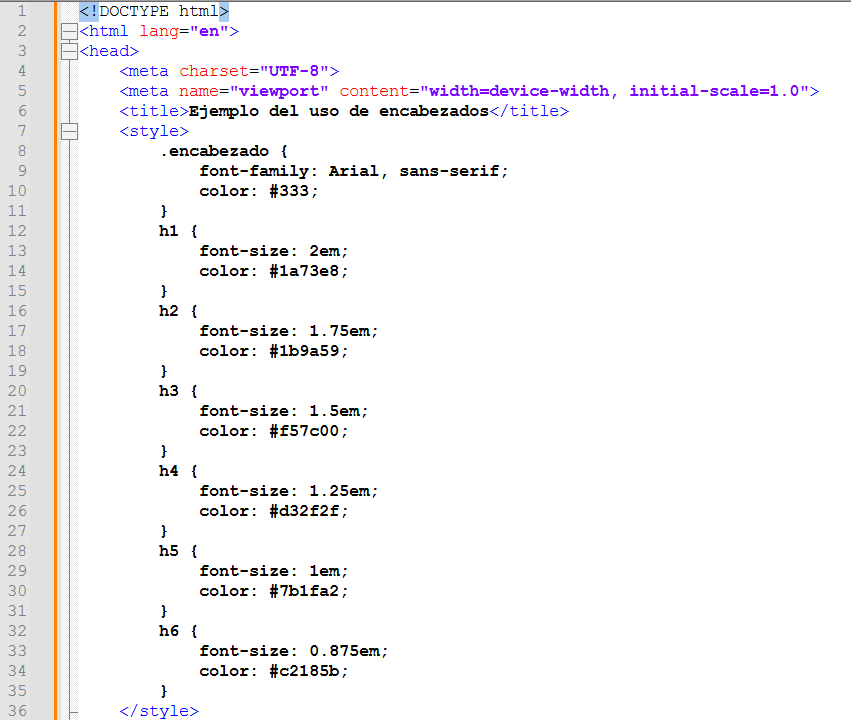 1 <!DOCTYPE html>
2 <html lang="en">
3 <head>
4 <meta charset="UTF-8">
5 <meta name="viewport" content="width=device-width, initial-scale=1.0">
6 <title>Ejemplo del uso de encabezados</title>
7 <style>
8 .encabezado {
9 font-family: Arial, sans-serif;
10 color: #333;
11 }
12 h1 {
13 font-size: 2em;
14 color: #1a73e8;
15 }
16 h2 {
17 font-size: 1.75em;
18 color: #1b9a59;
19 }
20 h3 {
21 font-size: 1.5em;
22 color: #f57c00;
23 }
24 h4 {
25 font-size: 1.25em;
26 color: #d32f2f;
27 }
28 h5 {
29 font-size: 1em;
30 color: #7b1fa2;
31 }
32 h6 {
33 font-size: 0.875em;
34 color: #c2185b;
35 }
36 </style>